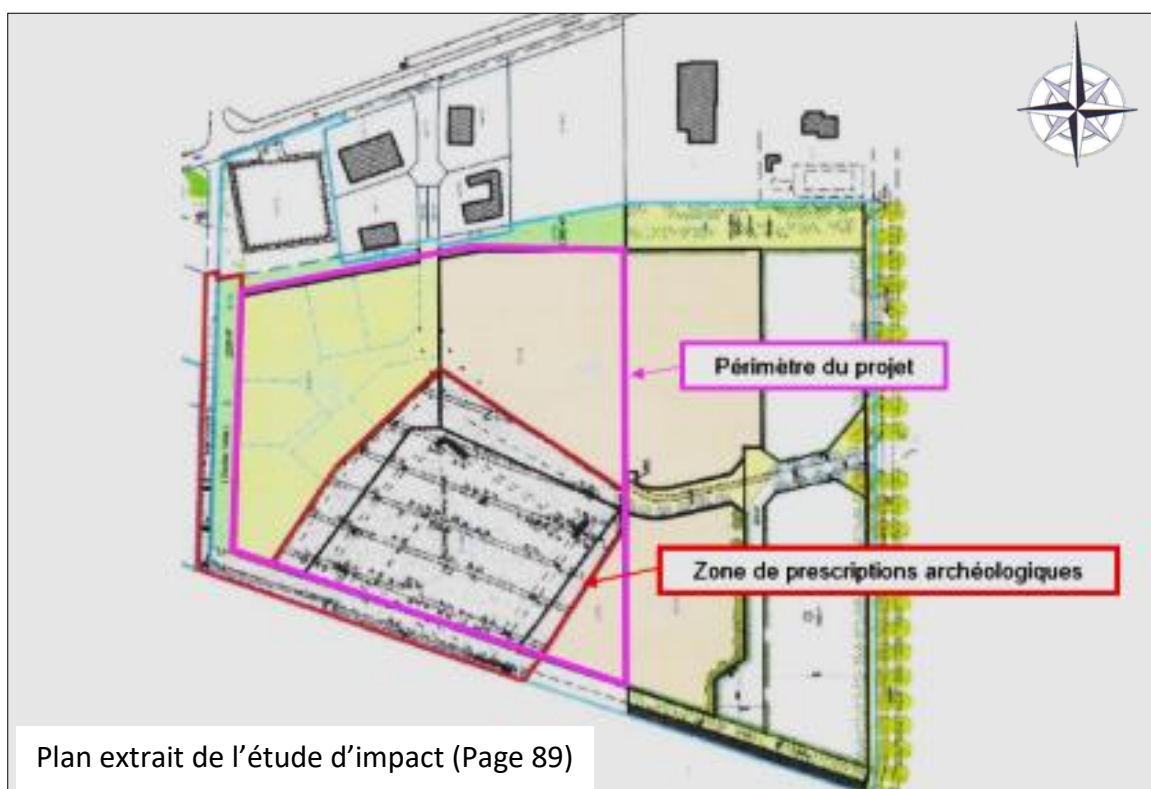 Périmètre du projet
Zone de prescriptions archéologiques
Plan extrait de l’étude d’impact (Page 89)